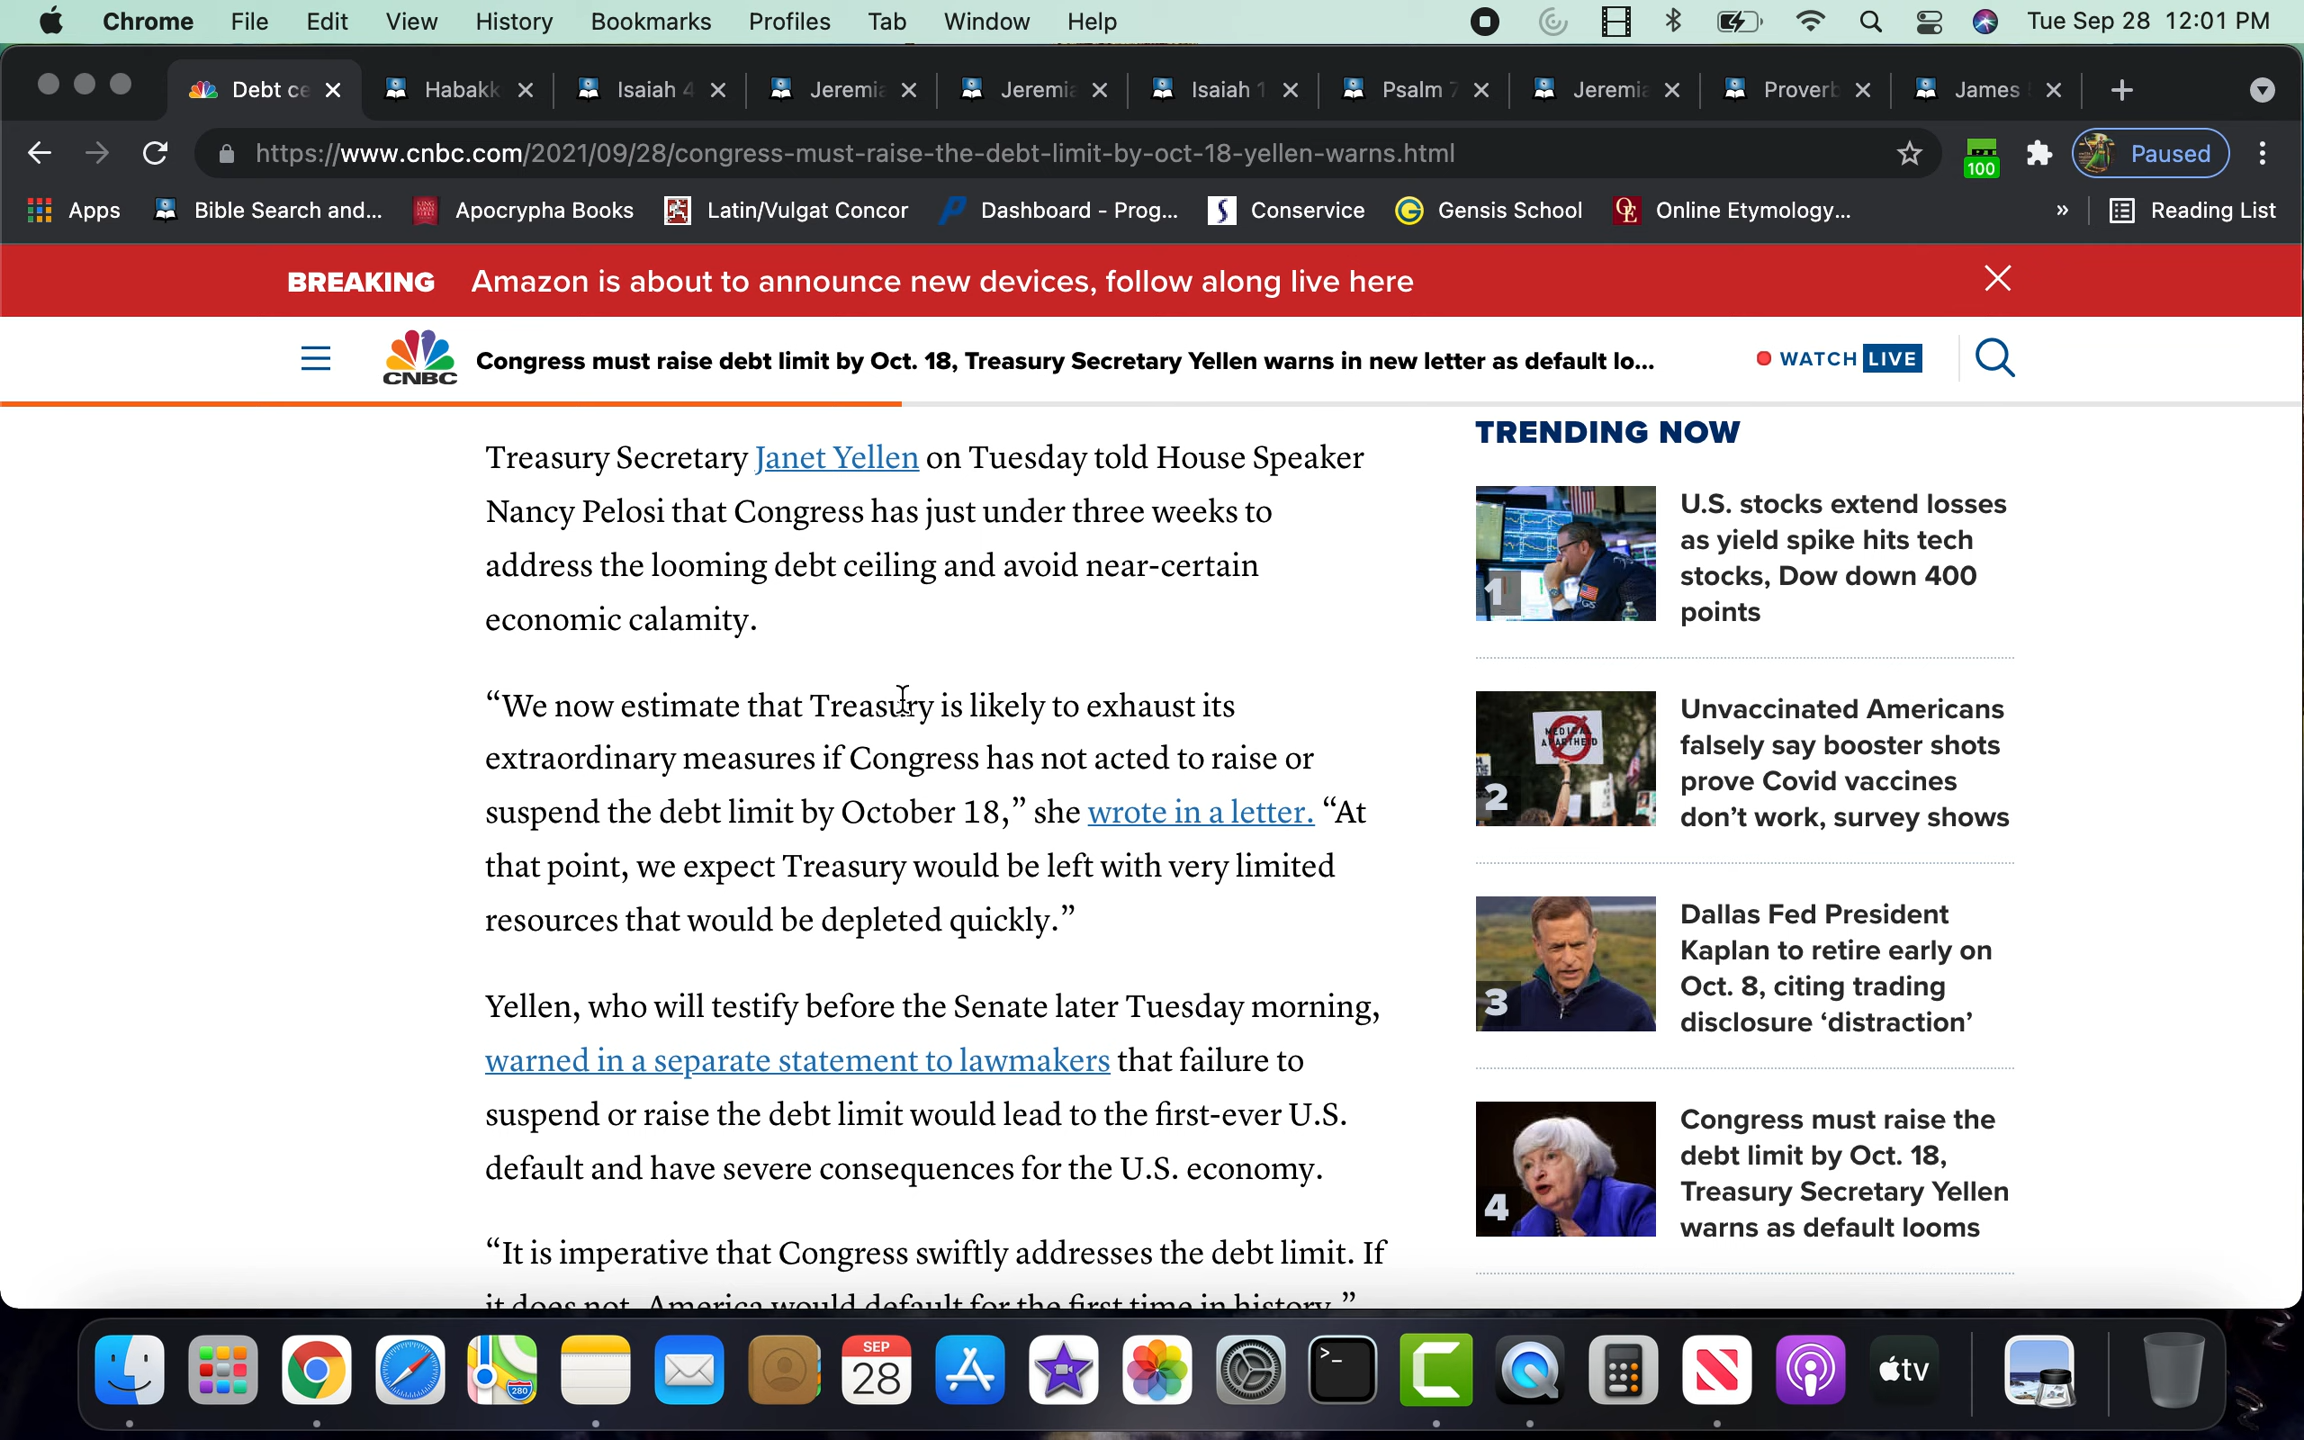 Chrome File Edit View History Bookmarks Profiles Tab Window Help Tue Sep 28 12:01 PM
Debt ce Habakk Isaiah 4 Jeremia Jeremia Isaiah 1 Psalm 7 Jeremia Proverb James
https://www.cnbc.com/2021/09/28/congress-must-raise-the-debt-limit-by-oct-18-yellen-warns.html 100 Paused
Apps Bible Search and... Apocrypha Books Latin/Vulgat Concor Dashboard - Prog... Conservice Gensis School Online Etymology... » Reading List
BREAKING Amazon is about to announce new devices, follow along live here
CNBC Congress must raise debt limit by Oct. 18, Treasury Secretary Yellen warns in new letter as default lo... WATCH LIVE
Treasury Secretary Janet Yellen on Tuesday told House Speaker
Nancy Pelosi that Congress has just under three weeks to
address the looming debt ceiling and avoid near-certain
economic calamity.
“We now estimate that Treasury is likely to exhaust its
extraordinary measures if Congress has not acted to raise or
suspend the debt limit by October 18,” she wrote in a letter. “At
that point, we expect Treasury would be left with very limited
resources that would be depleted quickly.”
Yellen, who will testify before the Senate later Tuesday morning,
warned in a separate statement to lawmakers that failure to
suspend or raise the debt limit would lead to the first-ever U.S.
default and have severe consequences for the U.S. economy.
“It is imperative that Congress swiftly addresses the debt limit. If
it does not, America would default for the first time in history.”
TRENDING NOW
1
U.S. stocks extend losses
as yield spike hits tech
stocks, Dow down 400
points
MEDICAL
APARTHEID
2
Unvaccinated Americans
falsely say booster shots
prove Covid vaccines
don’t work, survey shows
3
Dallas Fed President
Kaplan to retire early on
Oct. 8, citing trading
disclosure ‘distraction’
4
Congress must raise the
debt limit by Oct. 18,
Treasury Secretary Yellen
warns as default looms
280
SEP
28
tv